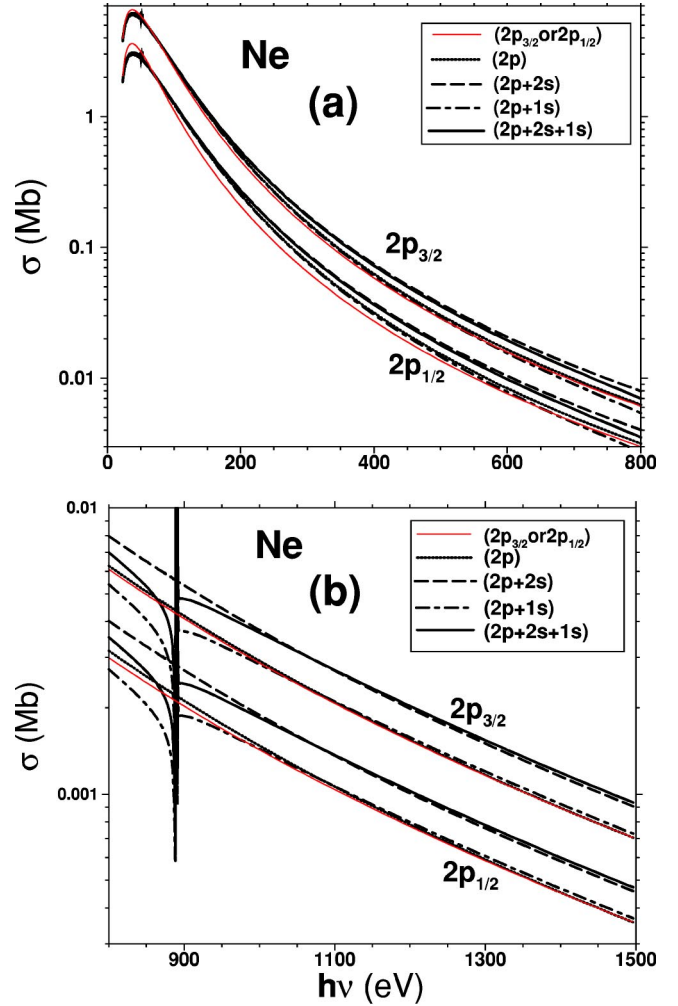 Ne
(a)
(2p3/2or2p1/2)
(2p)
(2p+2s)
(2p+1s)
(2p+2s+1s)
σ (Mb)
1
0.1
0.01
2p3/2
2p1/2
0 200 400 600 800
Ne
(b)
(2p3/2or2p1/2)
(2p)
(2p+2s)
(2p+1s)
(2p+2s+1s)
σ (Mb)
0.01
0.001
2p3/2
2p1/2
900 1100 1300 1500
hν (eV)